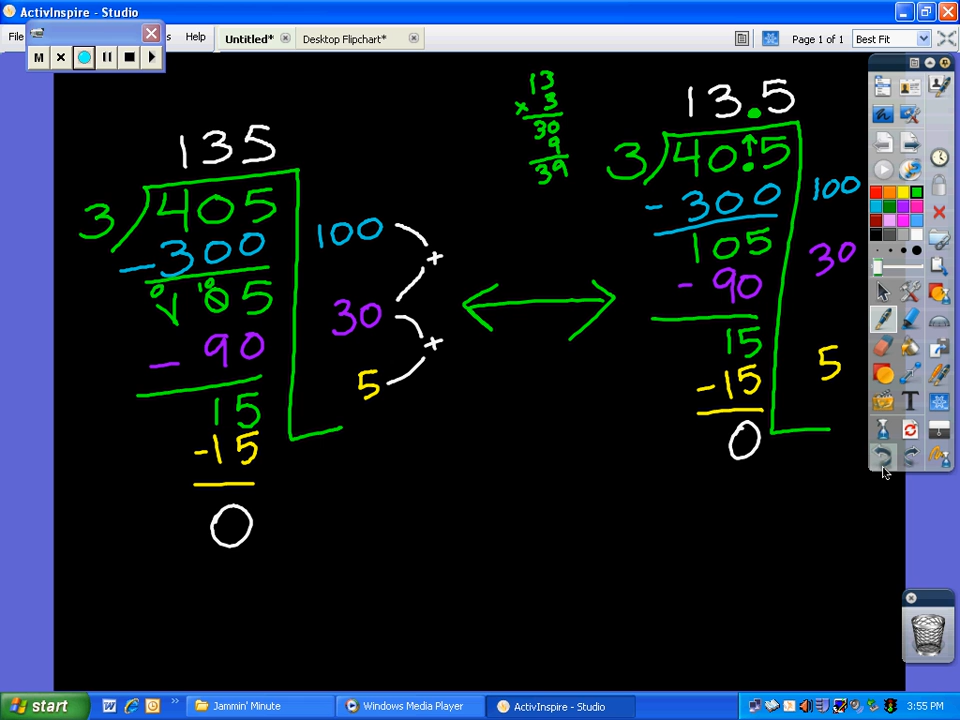 ActivInspire - Studio
File
s Help Untitled* Desktop Flipchart* Page 1 of 1 Best Fit
M
135
3 405
-300 100
+
0 10
105
- 90 30
+
15 5
-15
0
13
x 3
30
9
39
13.5
3 40.5
- 300 100
105
- 90 30
15
-15 5
0
T
start W Jammin' Minute Windows Media Player ActivInspire - Studio 3:55 PM